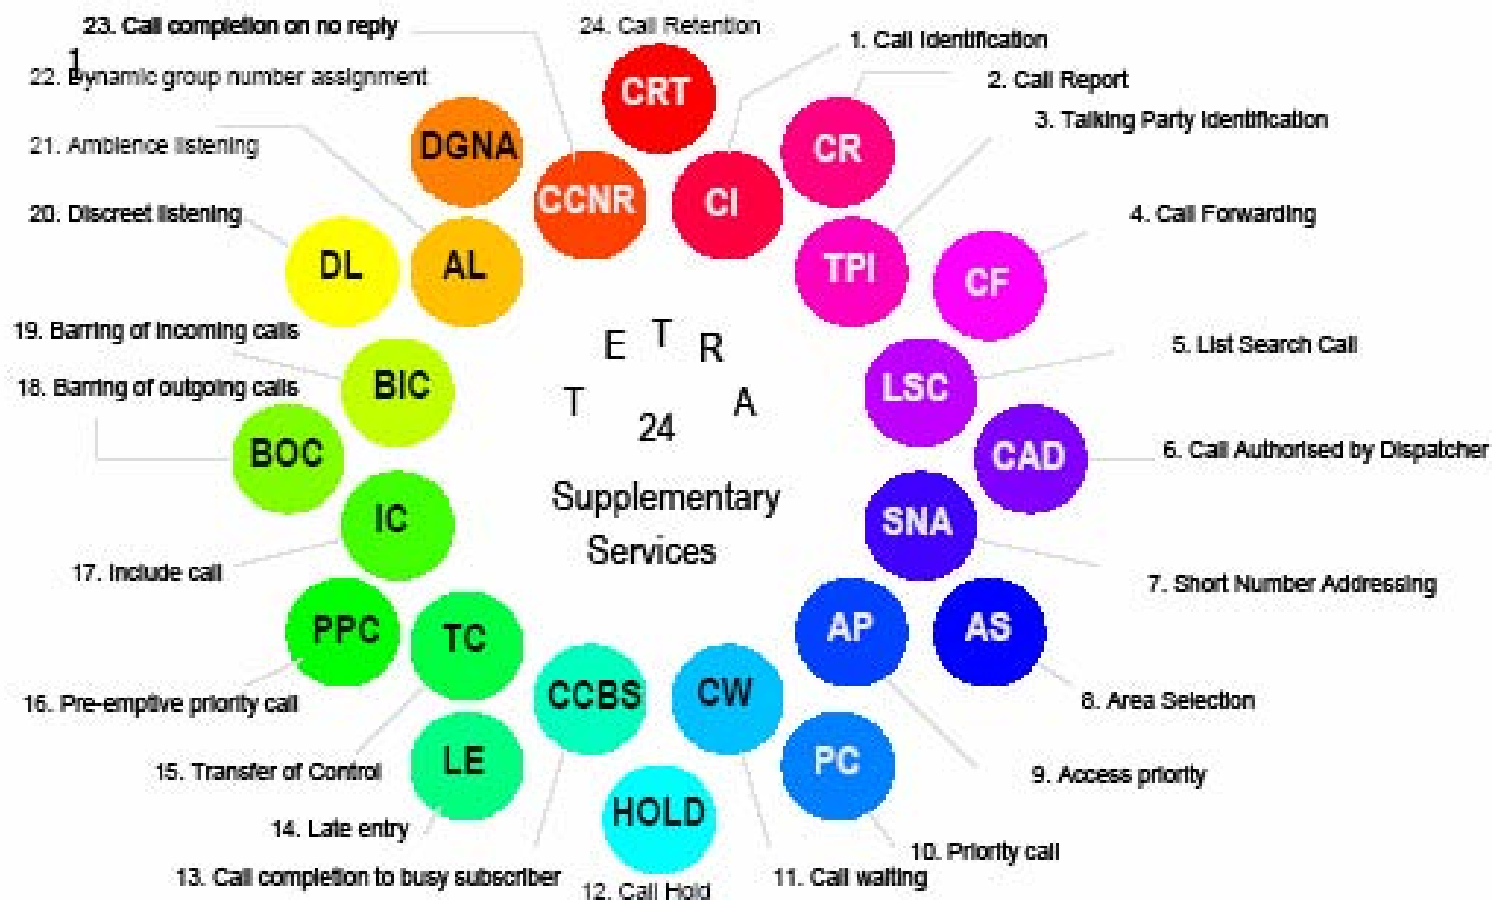 23. Call completion on no reply
24. Call Retention
1. Call Identification
1
22. Dynamic group number assignment
2. Call Report
3. Talking Party Identification
21. Ambience listening
20. Discreet listening
4. Call Forwarding
19. Barring of incoming calls
5. List Search Call
18. Barring of outgoing calls
6. Call Authorised by Dispatcher
17. Include call
7. Short Number Addressing
16. Pre-emptive priority call
8. Area Selection
15. Transfer of Control
9. Access priority
14. Late entry
10. Priority call
13. Call completion to busy subscriber
12. Call Hold
11. Call waiting
CRT
DGNA
CCNR
CI
CR
DL
AL
TPI
CF
BIC
LSC
BOC
CAD
IC
SNA
PPC
TC
AP
AS
CCBS
CW
LE
HOLD
PC
T E T R A
24
Supplementary
Services